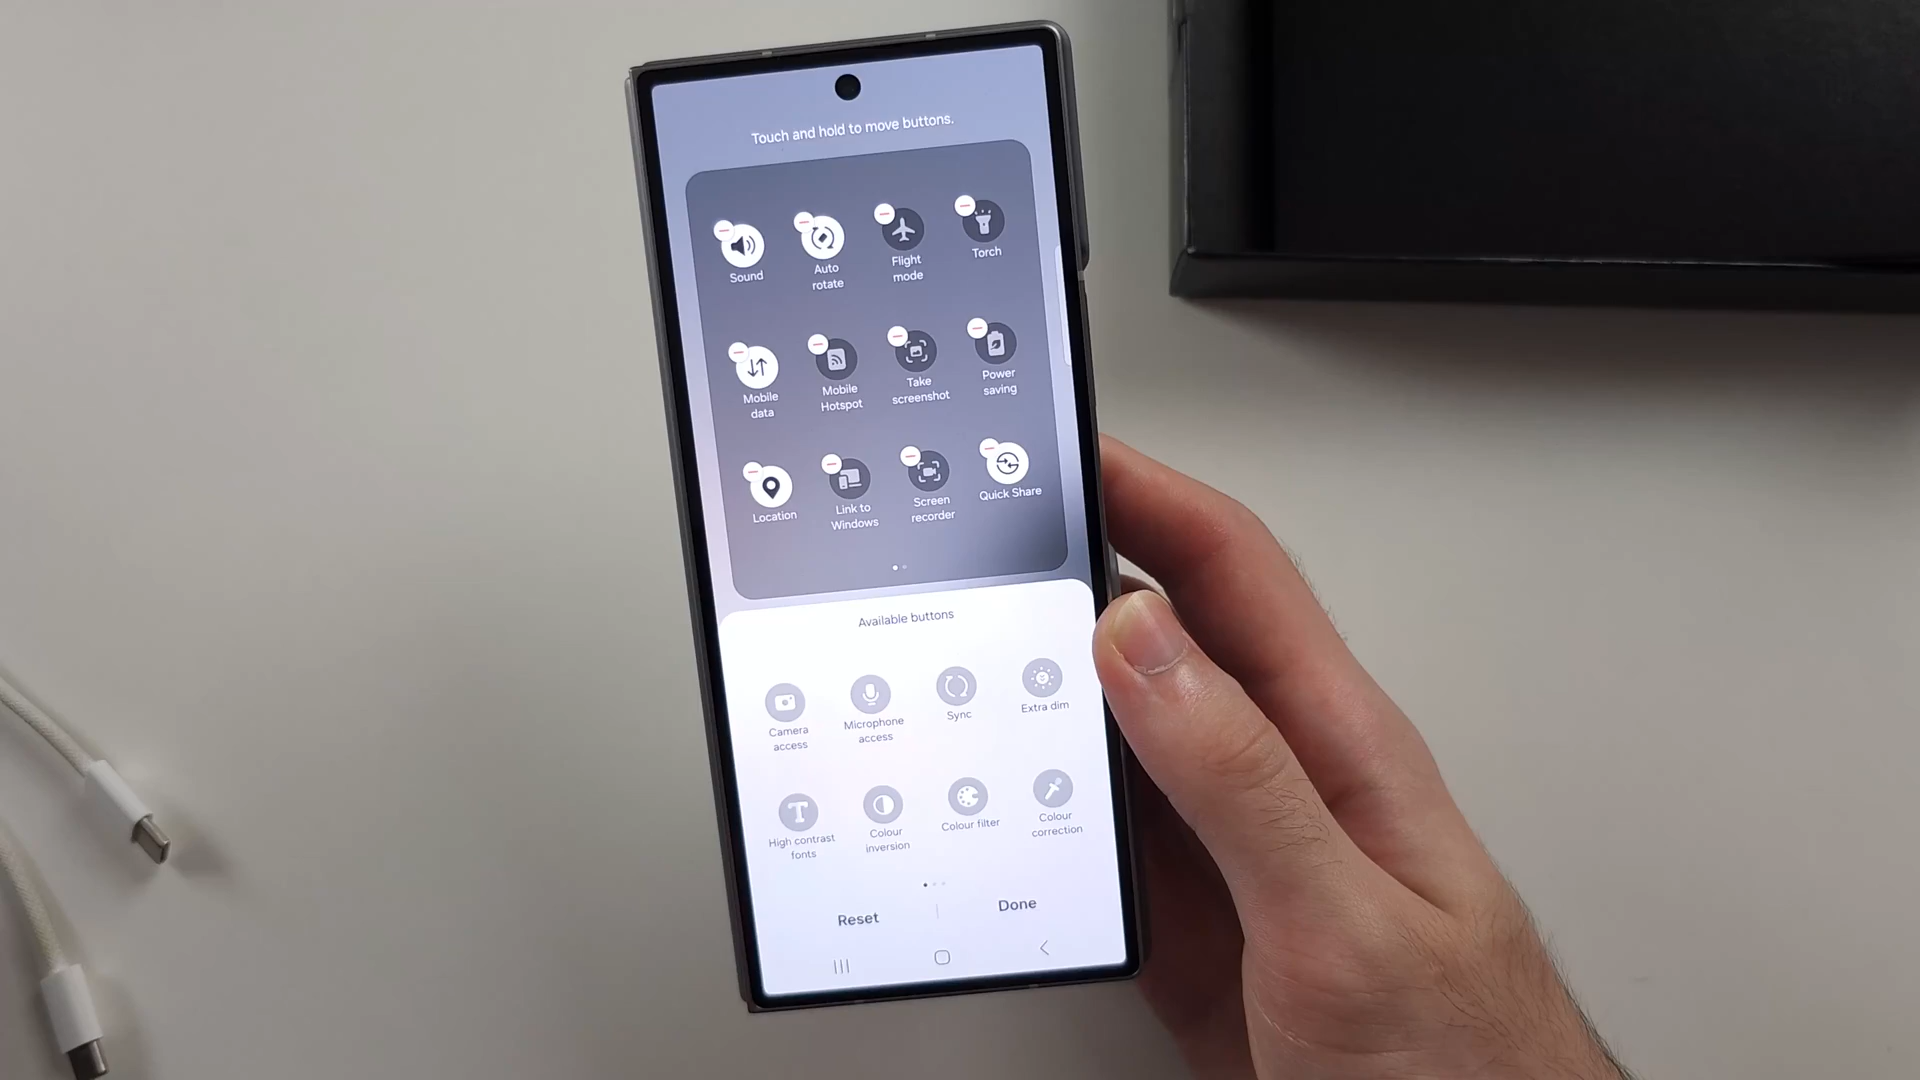 Touch and hold to move buttons.
Sound
Auto
rotate
Flight
mode
Torch
Mobile
data
Mobile
Hotspot
Take
screenshot
Power
saving
Location
Link to
Windows
Screen
recorder
Quick Share
Available buttons
Camera
access
Microphone
access
Sync
Extra dim
High contrast
fonts
Colour
inversion
Colour filter
Colour
correction
Reset
Done